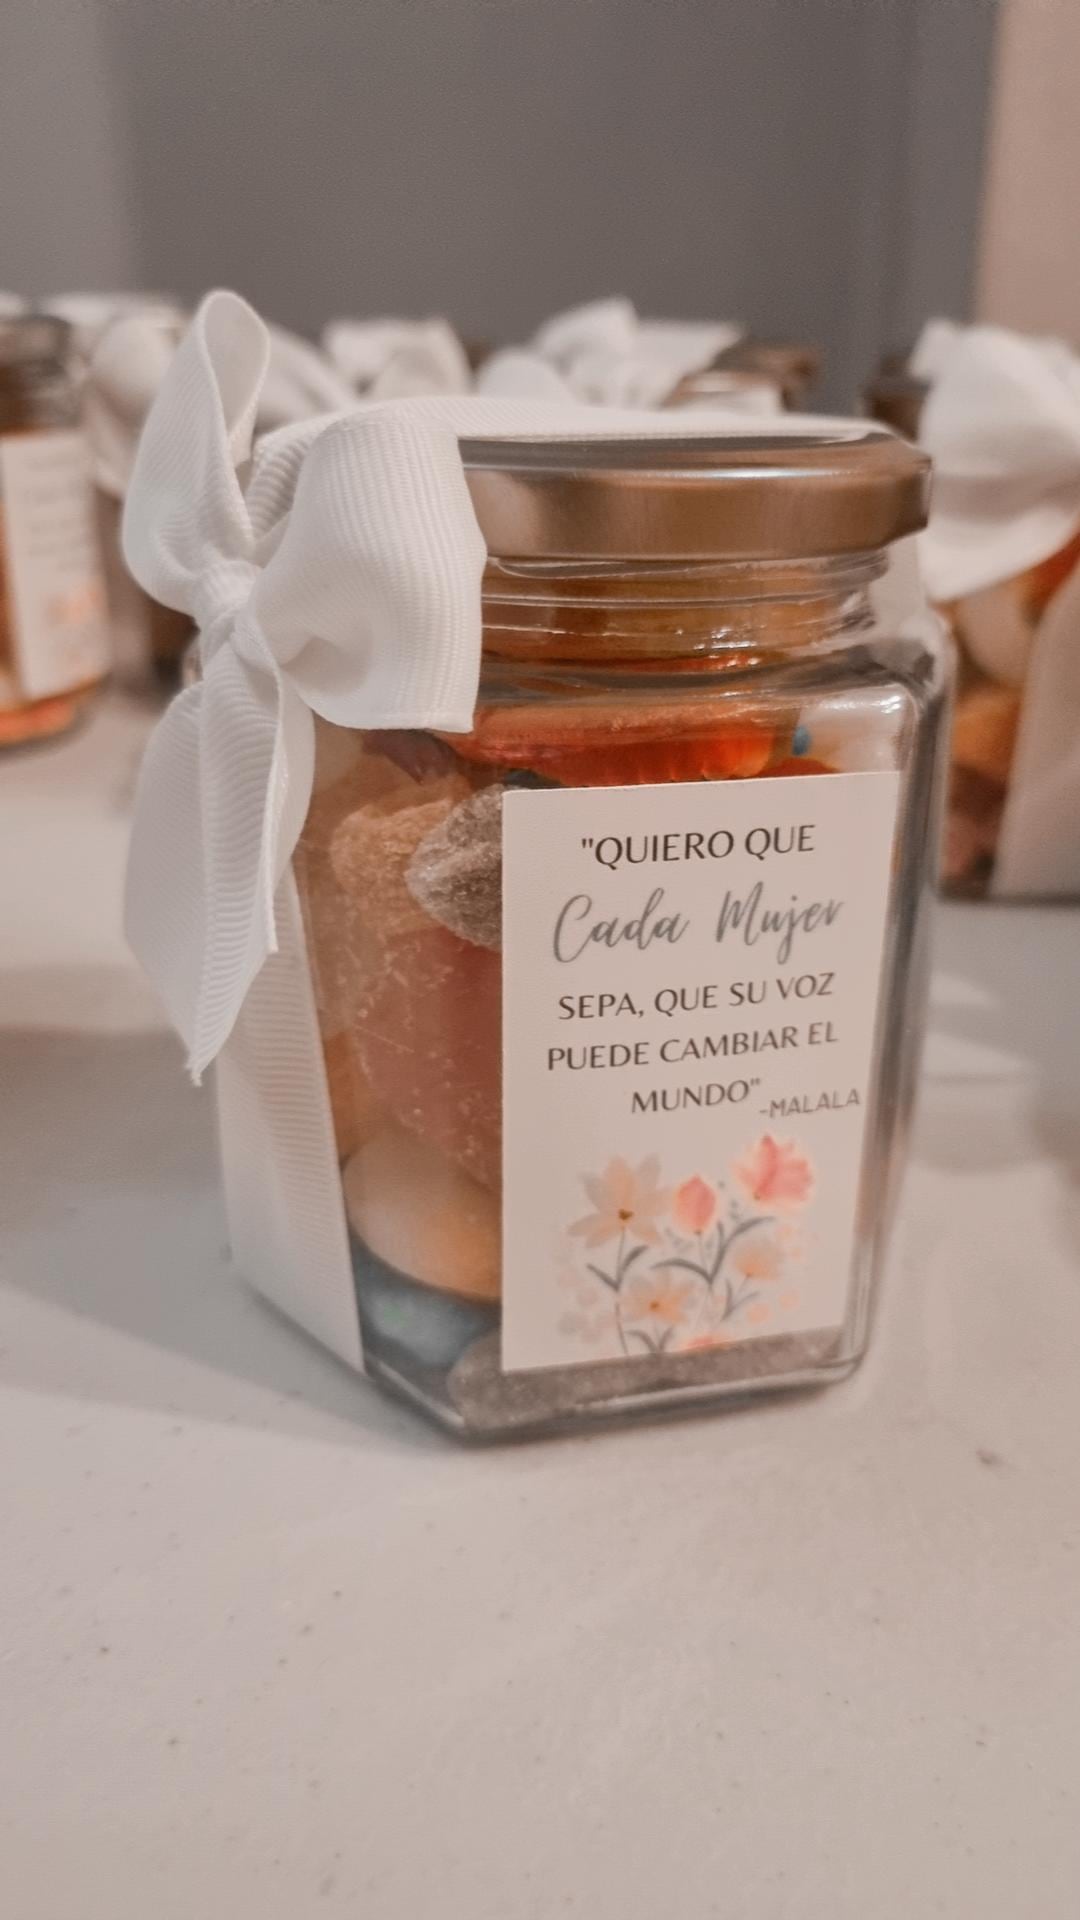 "QUIERO QUE
Cada Mujer
SEPA, QUE SU VOZ
PUEDE CAMBIAR EL
MUNDO"
-MALALA